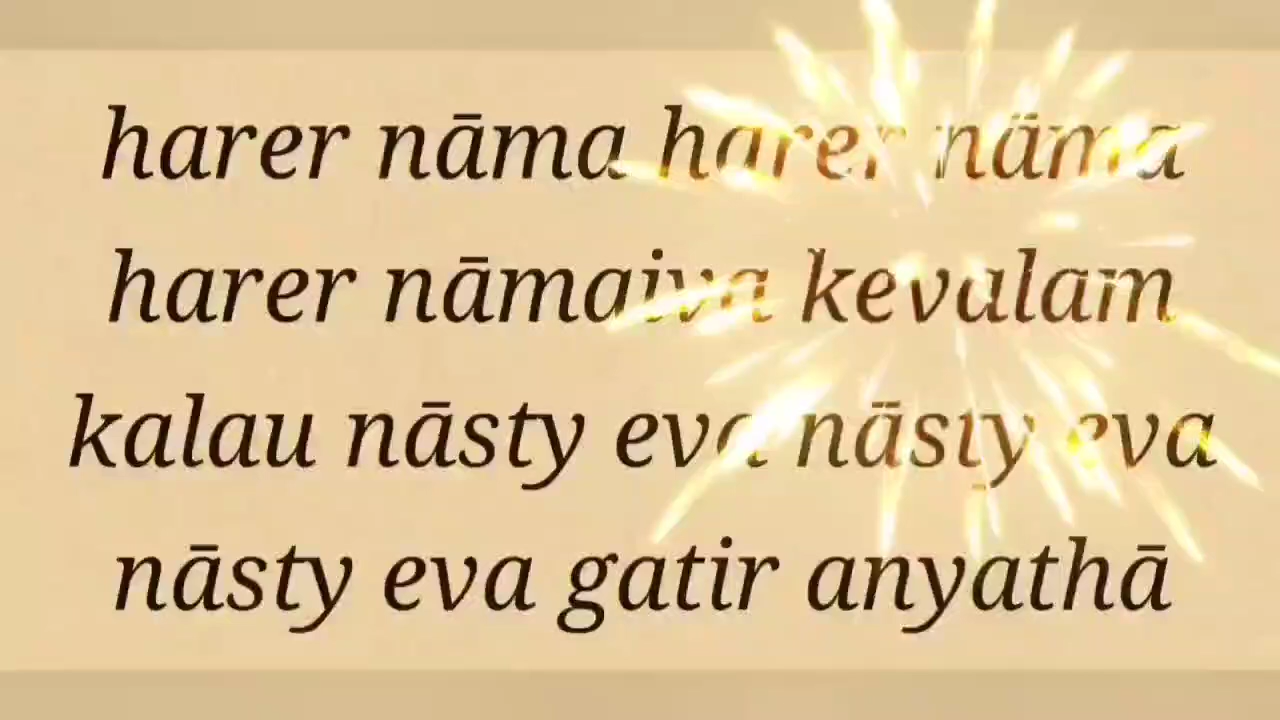 harer nāma harer nāma
harer nāmaiva kevalam
kalau nāsty eva nāsty eva
nāsty eva gatir anyathā